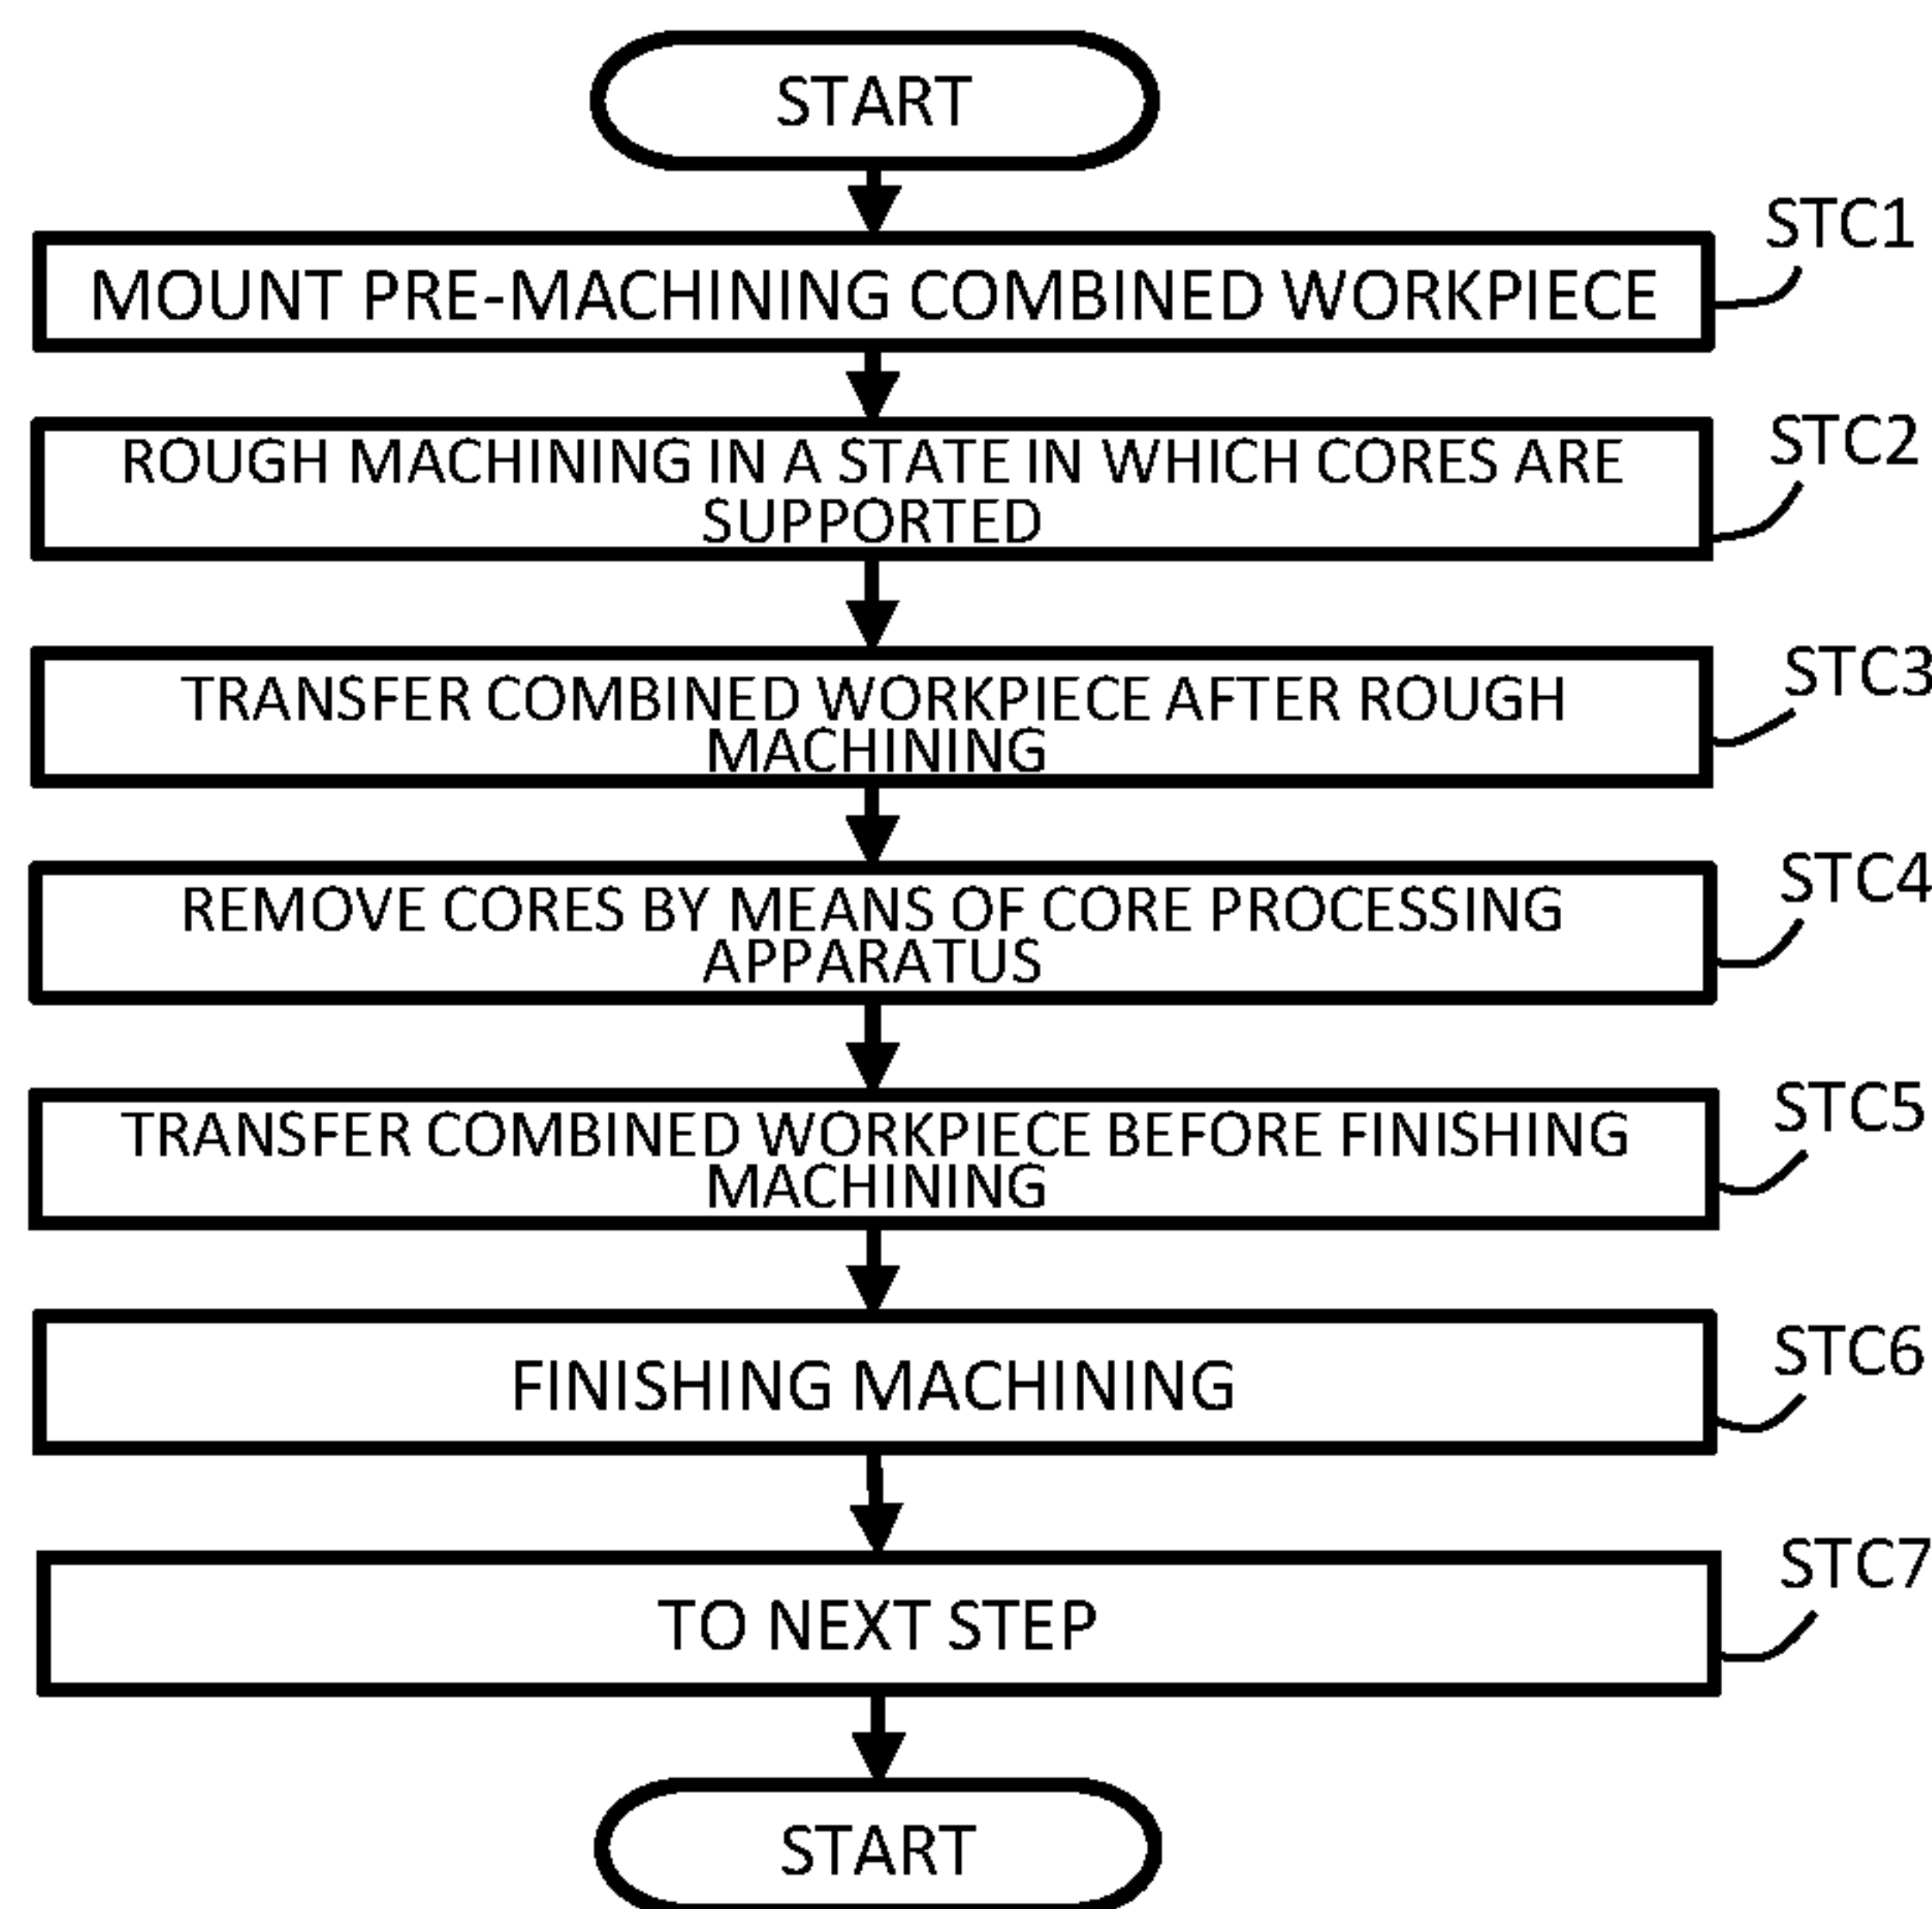 START
STC1
MOUNT PRE-MACHINING COMBINED WORKPIECE
STC2
ROUGH MACHINING IN A STATE IN WHICH CORES ARE
SUPPORTED
STC3
TRANSFER COMBINED WORKPIECE AFTER ROUGH
MACHINING
STC4
REMOVE CORES BY MEANS OF CORE PROCESSING
APPARATUS
STC5
TRANSFER COMBINED WORKPIECE BEFORE FINISHING
MACHINING
STC6
FINISHING MACHINING
STC7
TO NEXT STEP
START